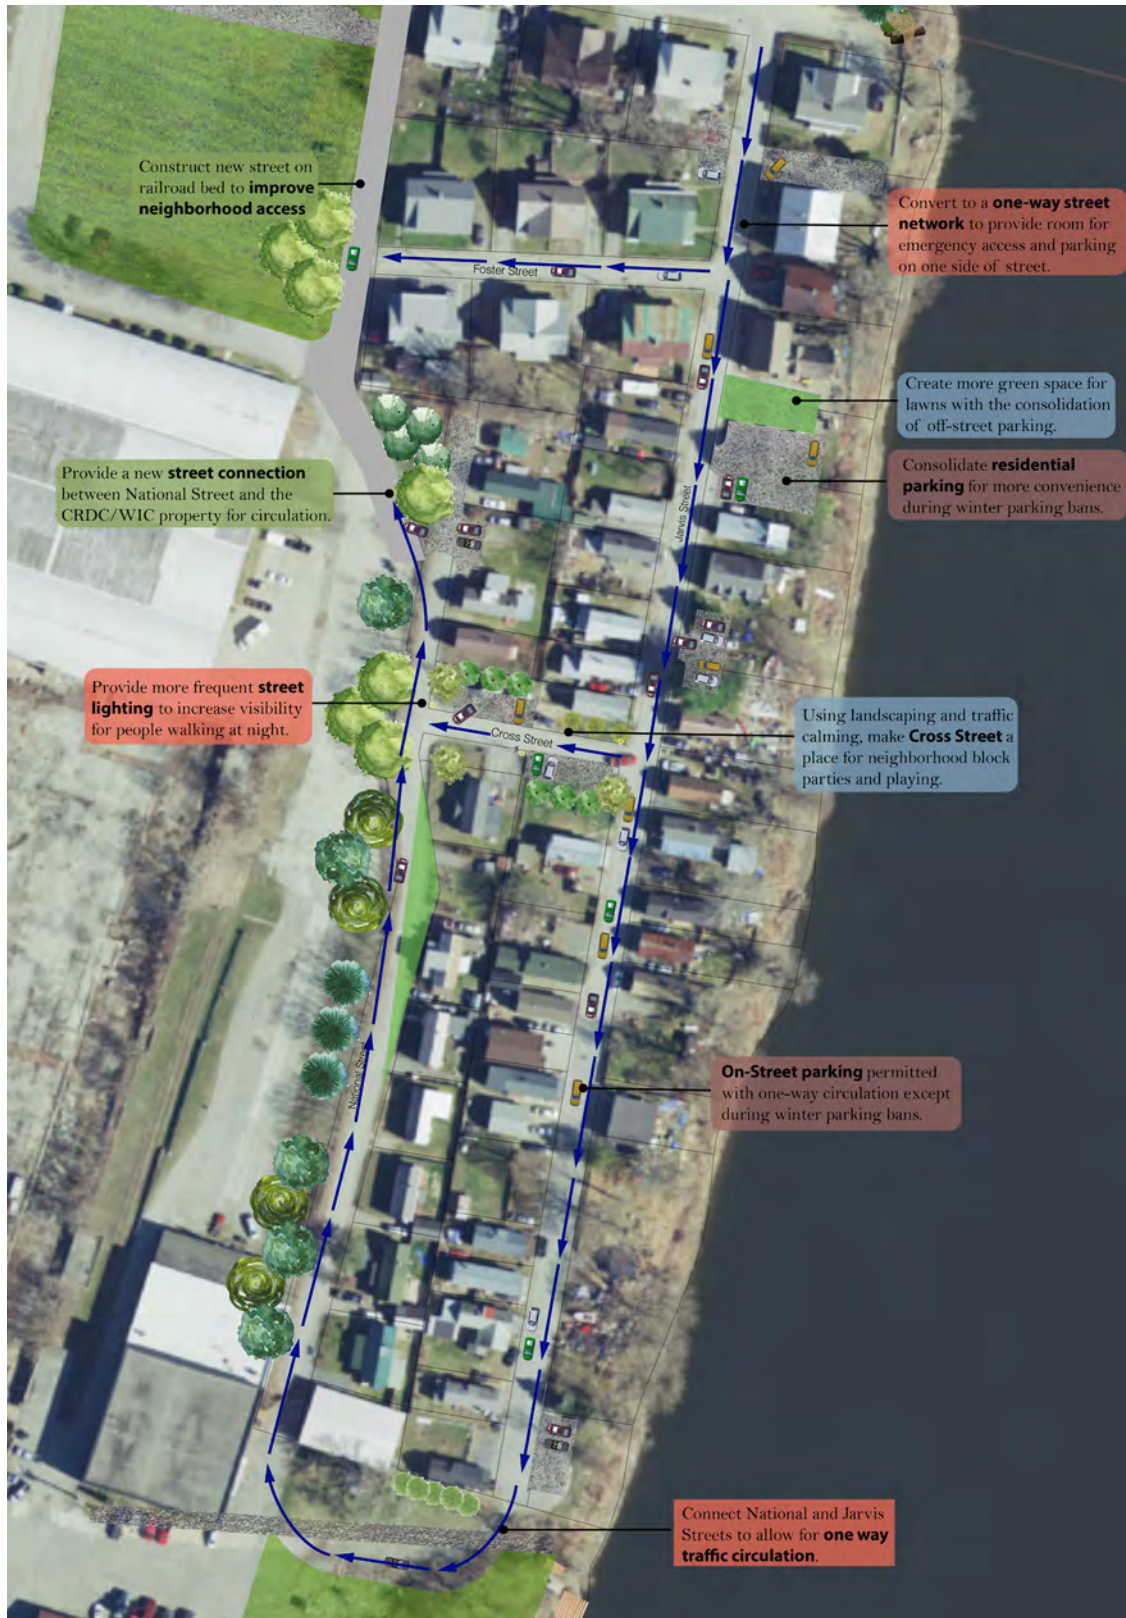 Construct new street on
railroad bed to improve
neighborhood access
Convert to a one-way street
network to provide room for
emergency access and parking
on one side of street.
Foster Street
Create more green space for
lawns with the consolidation
of off-street parking.
Provide a new street connection
between National Street and the
CRDC/WIC property for circulation.
Consolidate residential
parking for more convenience
during winter parking bans.
Jarvis Street
Provide more frequent street
lighting to increase visibility
for people walking at night.
Cross Street
Using landscaping and traffic
calming, make Cross Street a
place for neighborhood block
parties and playing.
National Street
On-Street parking permitted
with one-way circulation except
during winter parking bans.
Connect National and Jarvis
Streets to allow for one way
traffic circulation.